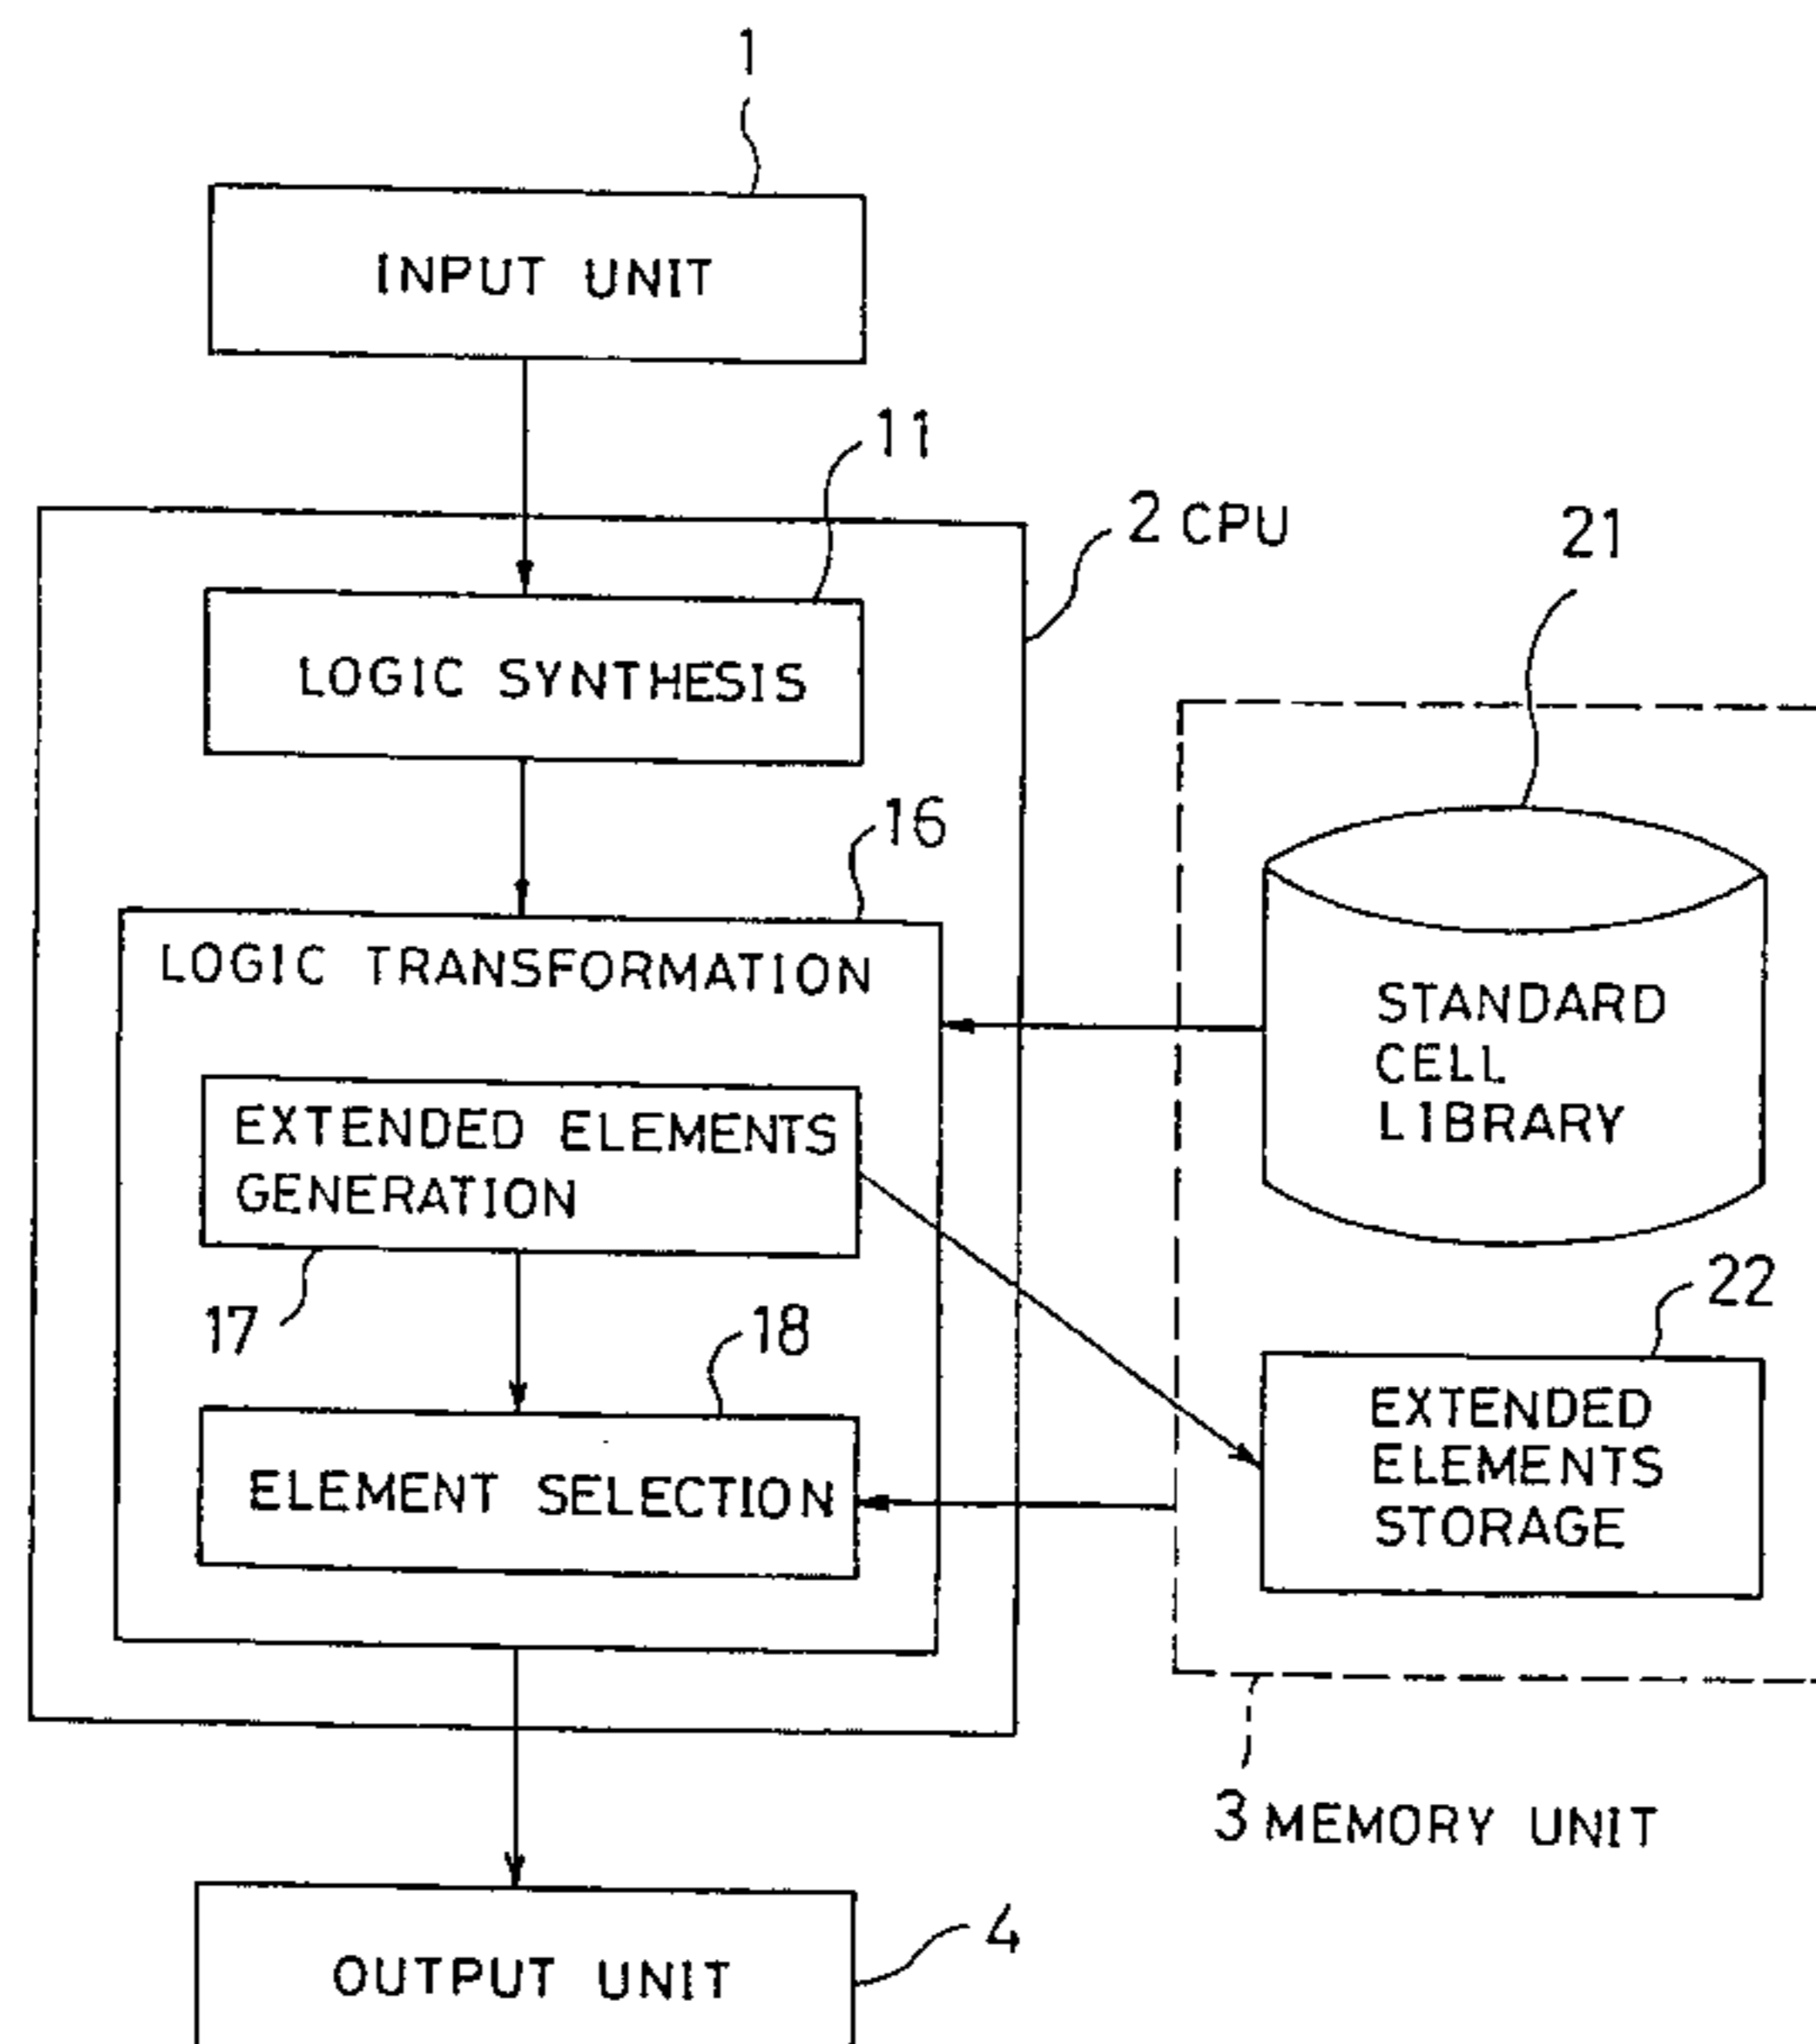 1
INPUT UNIT
11
2 CPU
21
LOGIC SYNTHESIS
16
LOGIC TRANSFORMATION
STANDARD
CELL
LIBRARY
EXTENDED ELEMENTS
GENERATION
17
18
22
EXTENDED
ELEMENTS
STORAGE
ELEMENT SELECTION
3 MEMORY UNIT
4
OUTPUT UNIT